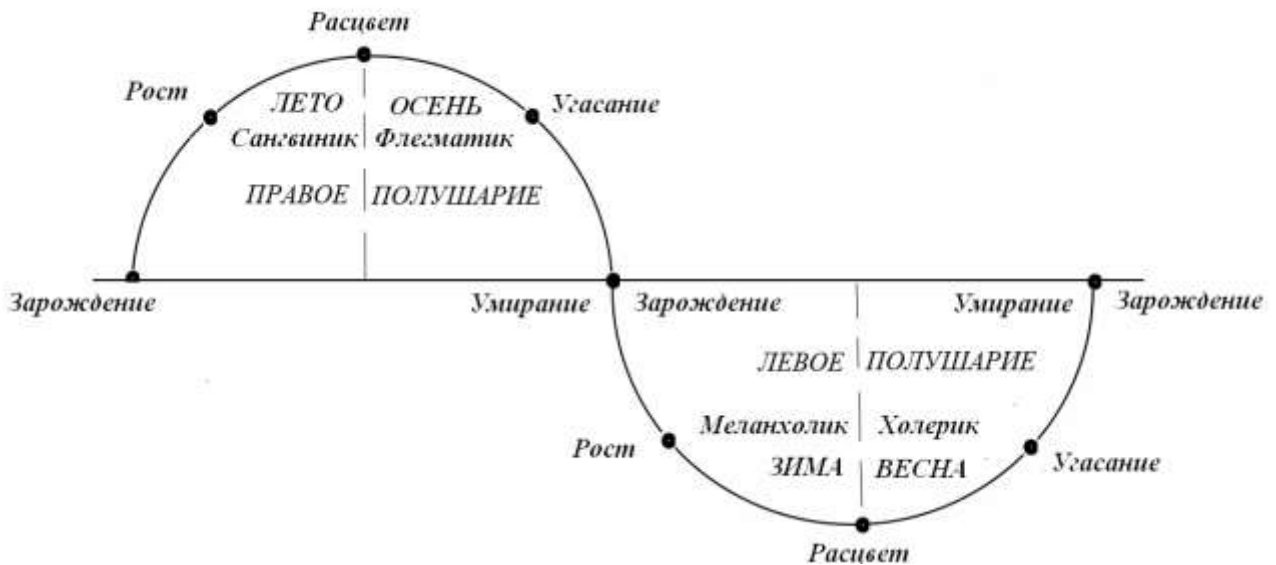 Расцвет
Рост
ЛЕТО ОСЕНЬ
Угасание
Сангвиник Флегматик
ПРАВОЕ ПОЛУШАРИЕ
Зарождение Умирание Зарождение Умирание Зарождение
ЛЕВОЕ ПОЛУШАРИЕ
Меланхолик Холерик
Рост
ЗИМА ВЕСНА
Угасание
Расцвет